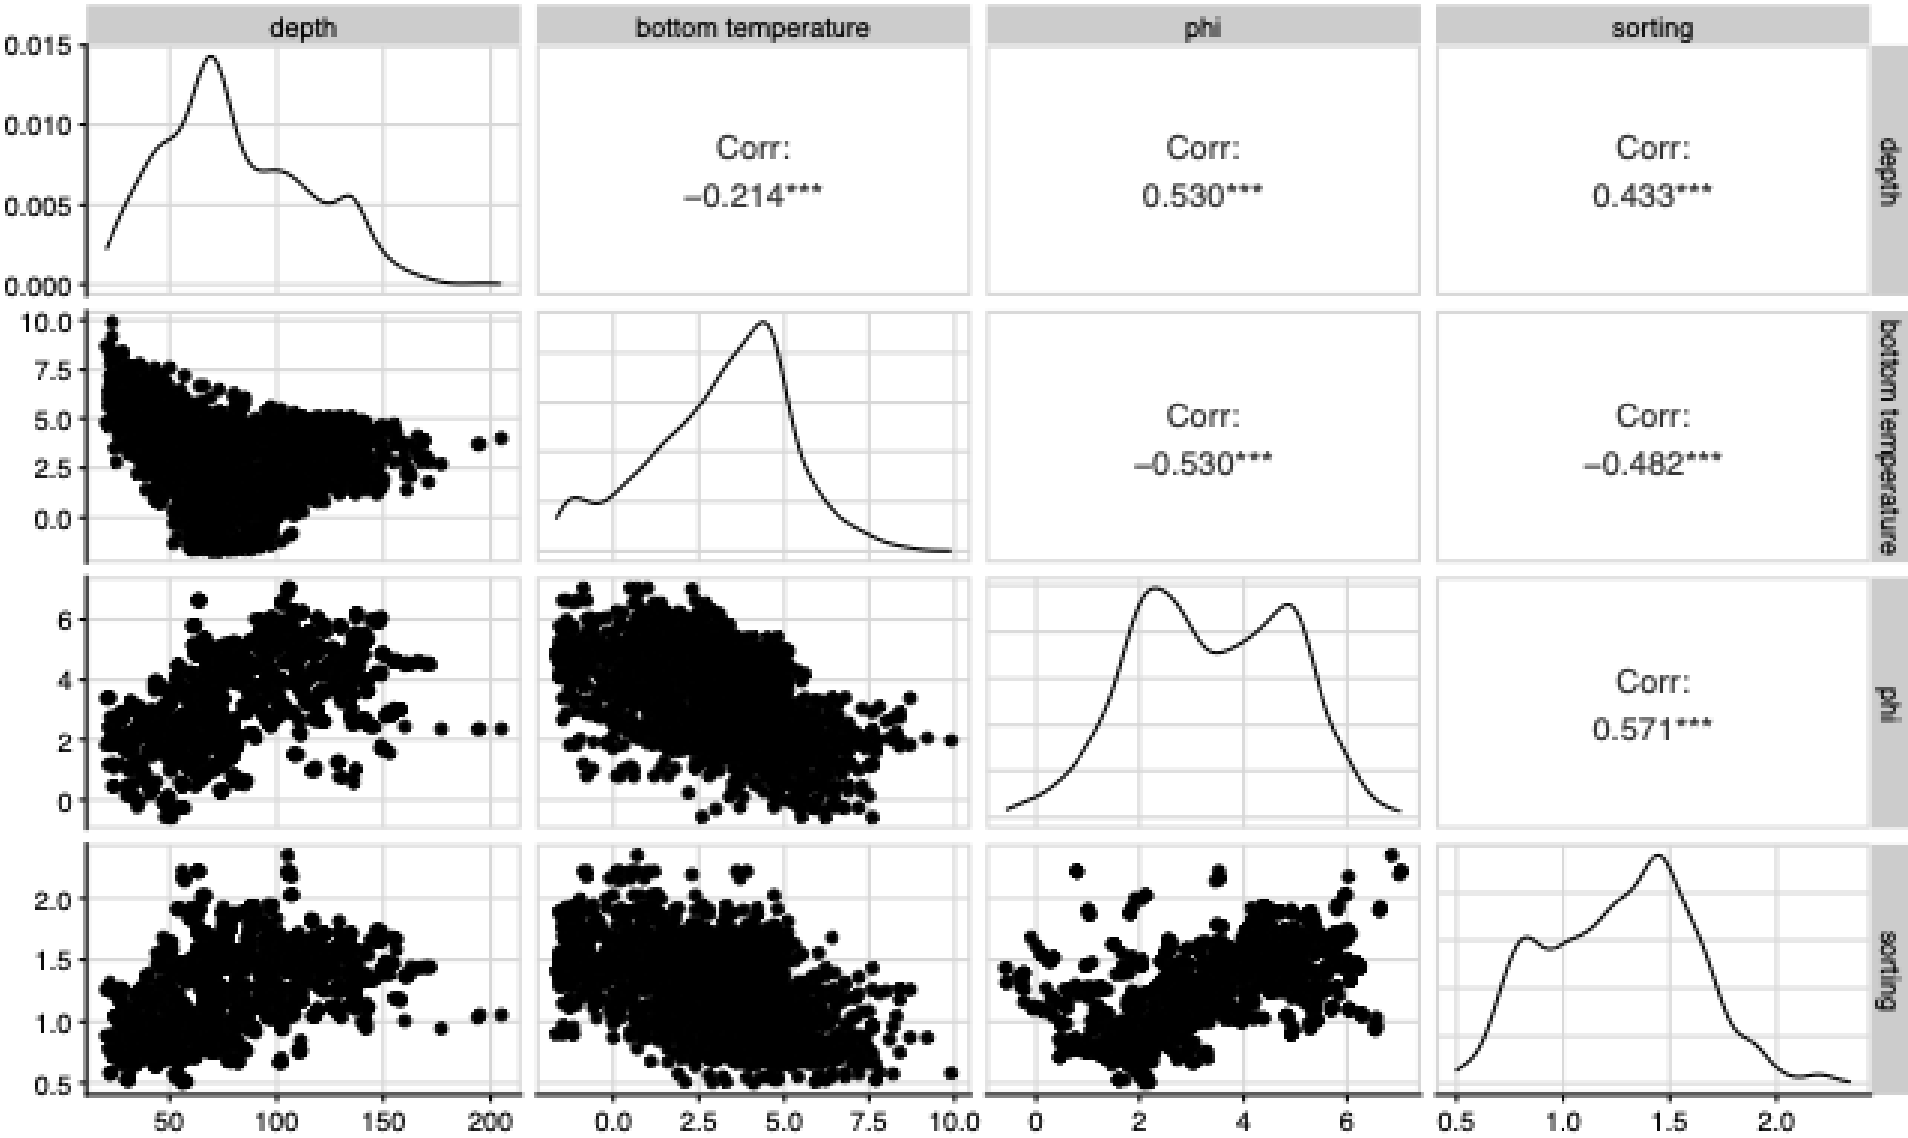 depth bottom temperature phi sorting
0.015
0.010
0.005
0.000
Corr:
−0.214***
Corr:
0.530***
Corr:
0.433***
depth
10.0
7.5
5.0
2.5
0.0
Corr:
−0.530***
Corr:
−0.482***
bottom temperature
6
4
2
0
Corr:
0.571***
phi
2.0
1.5
1.0
0.5
sorting
50 100 150 200 0.0 2.5 5.0 7.5 10.0 0 2 4 6 0.5 1.0 1.5 2.0